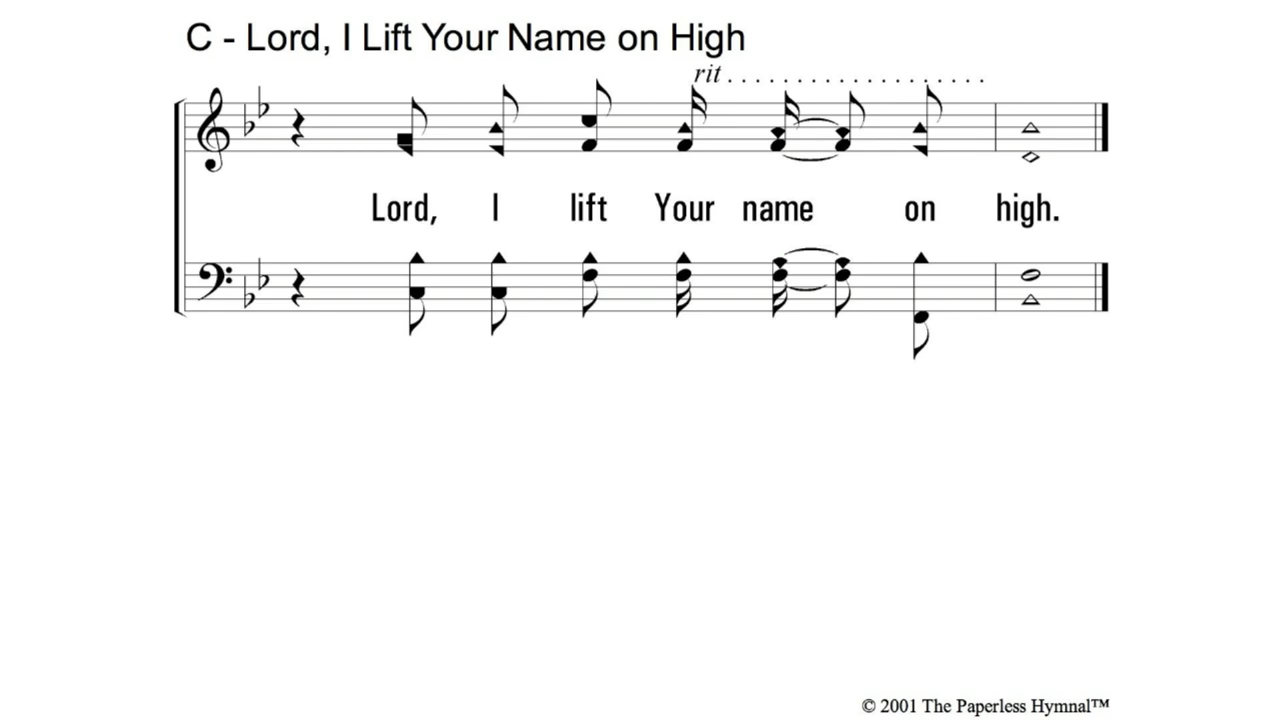 C - Lord, I Lift Your Name on High
rit . . . . . . . . . . . . . . . . . . .
Lord, I lift Your name on high.
© 2001 The Paperless Hymnal™